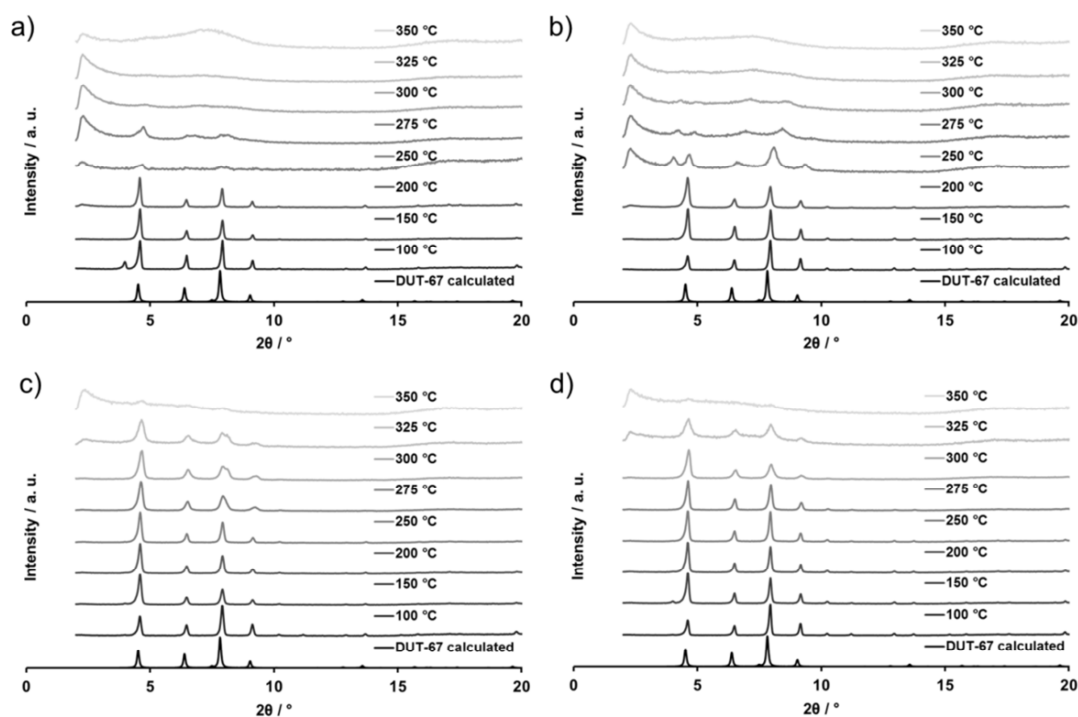 a)
Intensity / a. u.
350 °C
325 °C
300 °C
275 °C
250 °C
200 °C
150 °C
100 °C
DUT-67 calculated
0 5 10 15 20
2θ / °
b)
Intensity / a. u.
350 °C
325 °C
300 °C
275 °C
250 °C
200 °C
150 °C
100 °C
DUT-67 calculated
0 5 10 15 20
2θ / °
c)
Intensity / a. u.
350 °C
325 °C
300 °C
275 °C
250 °C
200 °C
150 °C
100 °C
DUT-67 calculated
0 5 10 15 20
2θ / °
d)
Intensity / a. u.
350 °C
325 °C
300 °C
275 °C
250 °C
200 °C
150 °C
100 °C
DUT-67 calculated
0 5 10 15 20
2θ / °